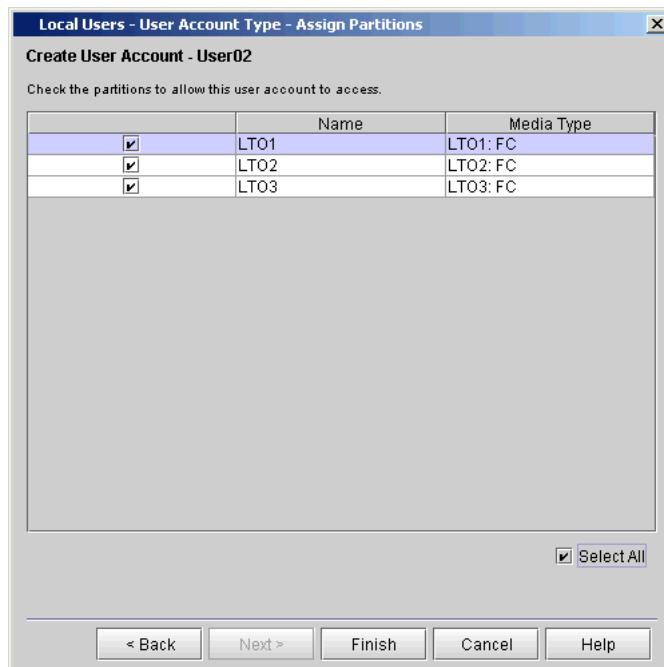 Local Users - User Account Type - Assign Partitions
Create User Account - User02
Check the partitions to allow this user account to access.
Name Media Type
LTO1 LTO1: FC
LTO2 LTO2: FC
LTO3 LTO3: FC
Select All
< Back Next > Finish Cancel Help